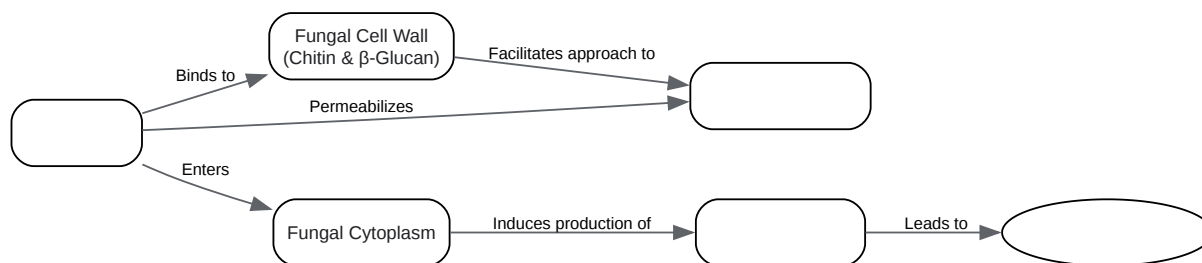 Fungal Cell Wall
(Chitin & β-Glucan)
Facilitates approach to
Binds to
Permeabilizes
Enters
Fungal Cytoplasm
Induces production of
Leads to